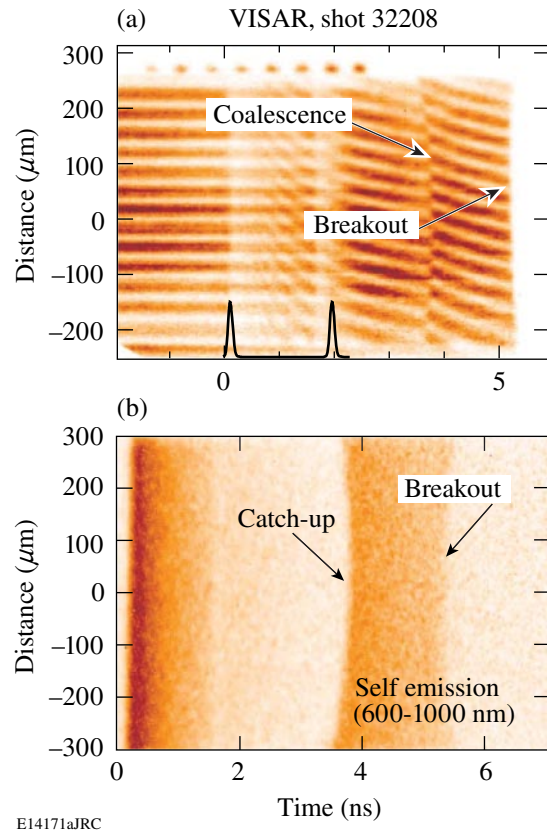 (a) VISAR, shot 32208
300
200
100
0
–100
–200
Distance (μm)
Coalescence
Breakout
0 5
(b)
300
200
100
0
–100
–200
–300
Distance (μm)
Catch-up
Breakout
Self emission
(600-1000 nm)
0 2 4 6
Time (ns)
E14171aJRC